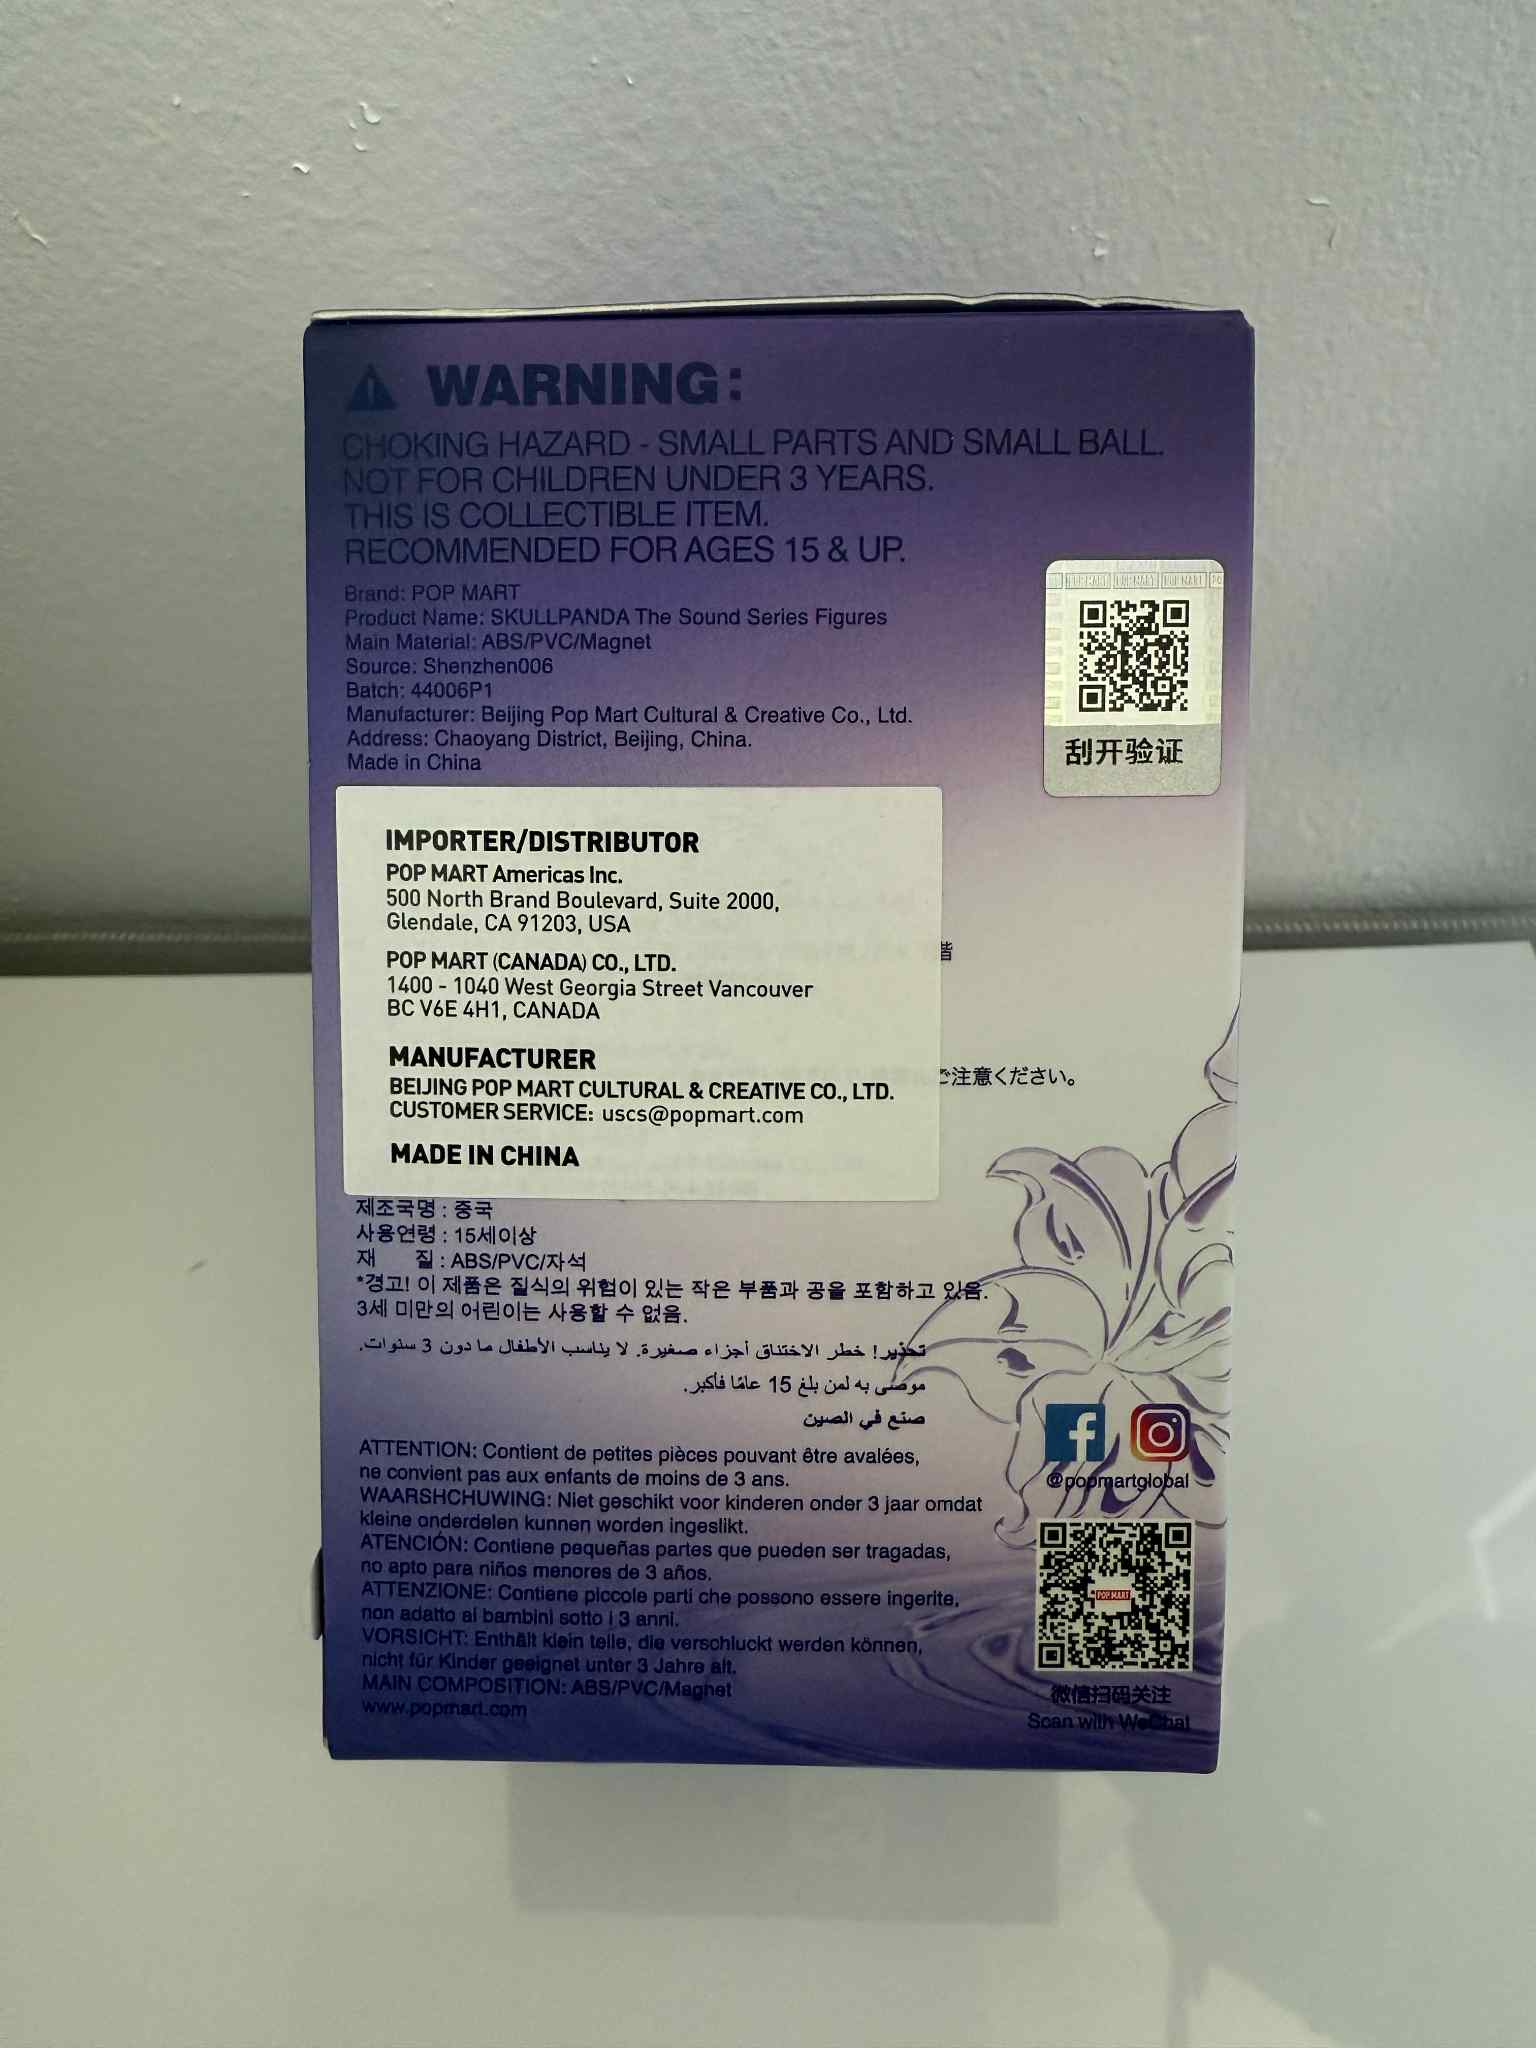 WARNING:
CHOKING HAZARD - SMALL PARTS AND SMALL BALL.
NOT FOR CHILDREN UNDER 3 YEARS.
THIS IS COLLECTIBLE ITEM.
RECOMMENDED FOR AGES 15 & UP.
Brand: POP MART
Product Name: SKULLPANDA The Sound Series Figures
Main Material: ABS/PVC/Magnet
Source: Shenzhen006
Batch: 44006P1
Manufacturer: Beijing Pop Mart Cultural & Creative Co., Ltd.
Address: Chaoyang District, Beijing, China.
Made in China
POP MART POP MART POP MART
刮开验证
IMPORTER/DISTRIBUTOR
POP MART Americas Inc.
500 North Brand Boulevard, Suite 2000,
Glendale, CA 91203, USA
POP MART (CANADA) CO., LTD.
1400 - 1040 West Georgia Street Vancouver
BC V6E 4H1, CANADA
MANUFACTURER
BEIJING POP MART CULTURAL & CREATIVE CO., LTD.
CUSTOMER SERVICE: uscs@popmart.com
MADE IN CHINA
階
ご注意ください。
제조국명 : 중국
사용연령 : 15세이상
재 질 : ABS/PVC/자석
*경고! 이 제품은 질식의 위험이 있는 작은 부품과 공을 포함하고 있음.
3세 미만의 어린이는 사용할 수 없음.
تحذير! خطر الاختناق أجزاء صغيرة. لا يناسب الأطفال ما دون 3 سنوات.
موصى به لمن بلغ 15 عامًا فأكبر.
صنع في الصين
ATTENTION: Contient de petites pièces pouvant être avalées,
ne convient pas aux enfants de moins de 3 ans.
WAARSHCHUWING: Niet geschikt voor kinderen onder 3 jaar omdat
kleine onderdelen kunnen worden ingeslikt.
ATENCIÓN: Contiene pequeñas partes que pueden ser tragadas,
no apto para niños menores de 3 años.
ATTENZIONE: Contiene piccole parti che possono essere ingerite,
non adatto ai bambini sotto i 3 anni.
VORSICHT: Enthält klein teile, die verschluckt werden können,
nicht für Kinder geeignet unter 3 Jahre alt.
MAIN COMPOSITION: ABS/PVC/Magnet
www.popmart.com
@popmartglobal
POP MART
微信扫码关注
Scan with WeChat